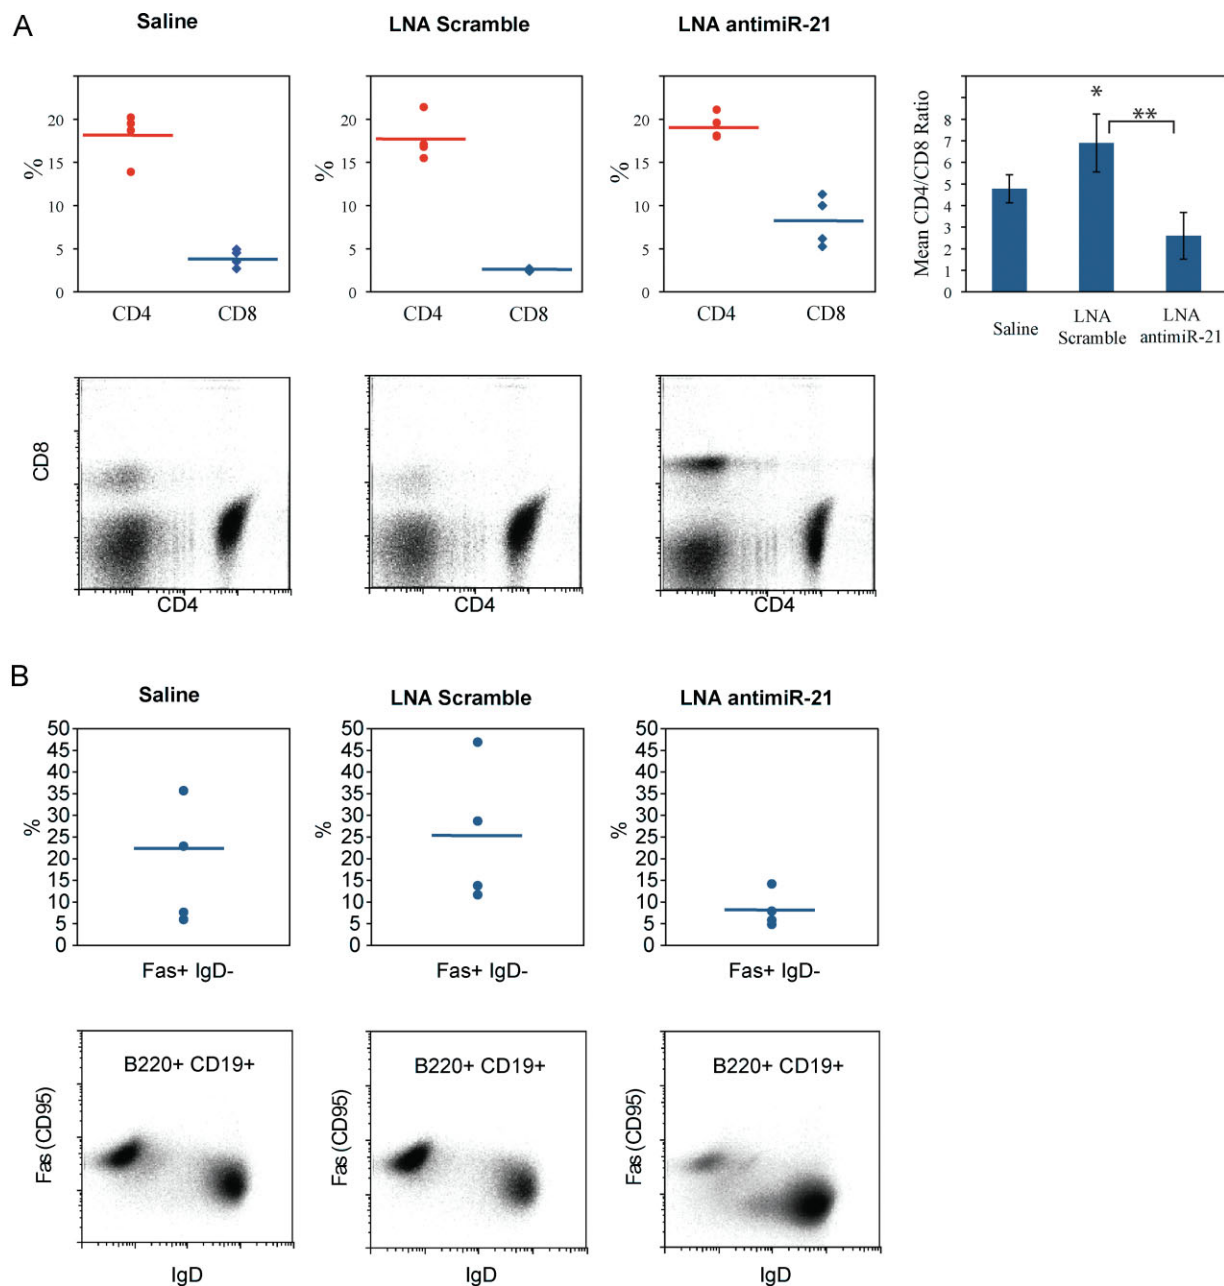 A
Saline
LNA Scramble
LNA antimiR-21
%
20
15
10
5
0
CD4
CD8
%
20
15
10
5
0
CD4
CD8
%
20
15
10
5
0
CD4
CD8
Mean CD4/CD8 Ratio
8
7
6
5
4
3
2
1
0
*
**
Saline
LNA
Scramble
LNA
antimiR-21
CD8
CD4
CD4
CD4
B
Saline
LNA Scramble
LNA antimiR-21
%
50
45
40
35
30
25
20
15
10
5
0
Fas+ IgD-
%
50
45
40
35
30
25
20
15
10
5
0
Fas+ IgD-
%
50
45
40
35
30
25
20
15
10
5
0
Fas+ IgD-
B220+ CD19+
Fas (CD95)
IgD
B220+ CD19+
Fas (CD95)
IgD
B220+ CD19+
Fas (CD95)
IgD